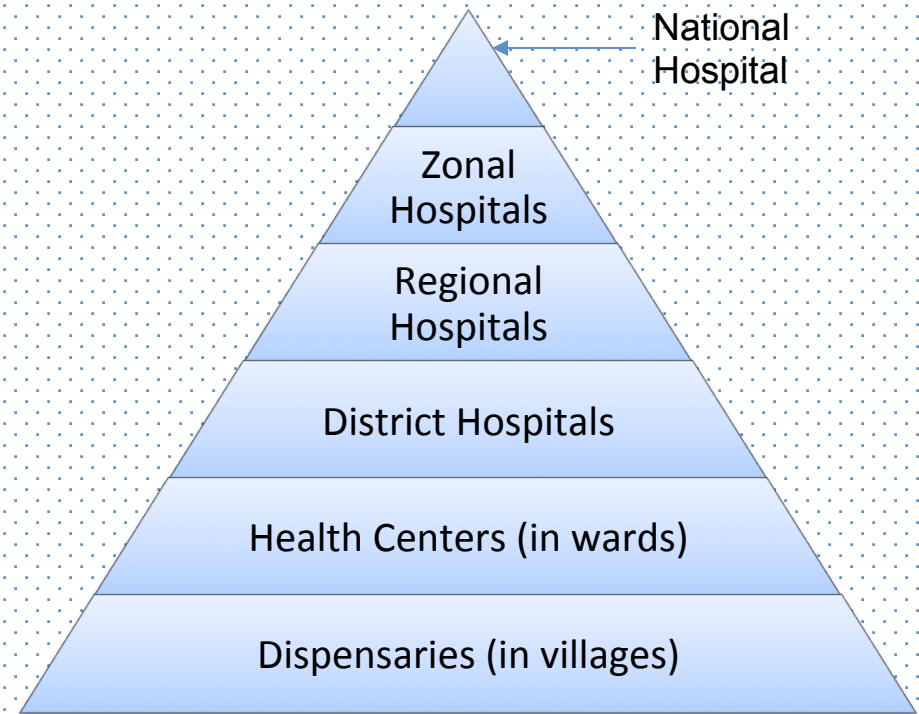 National
Hospital
Zonal
Hospitals
Regional
Hospitals
District Hospitals
Health Centers (in wards)
Dispensaries (in villages)